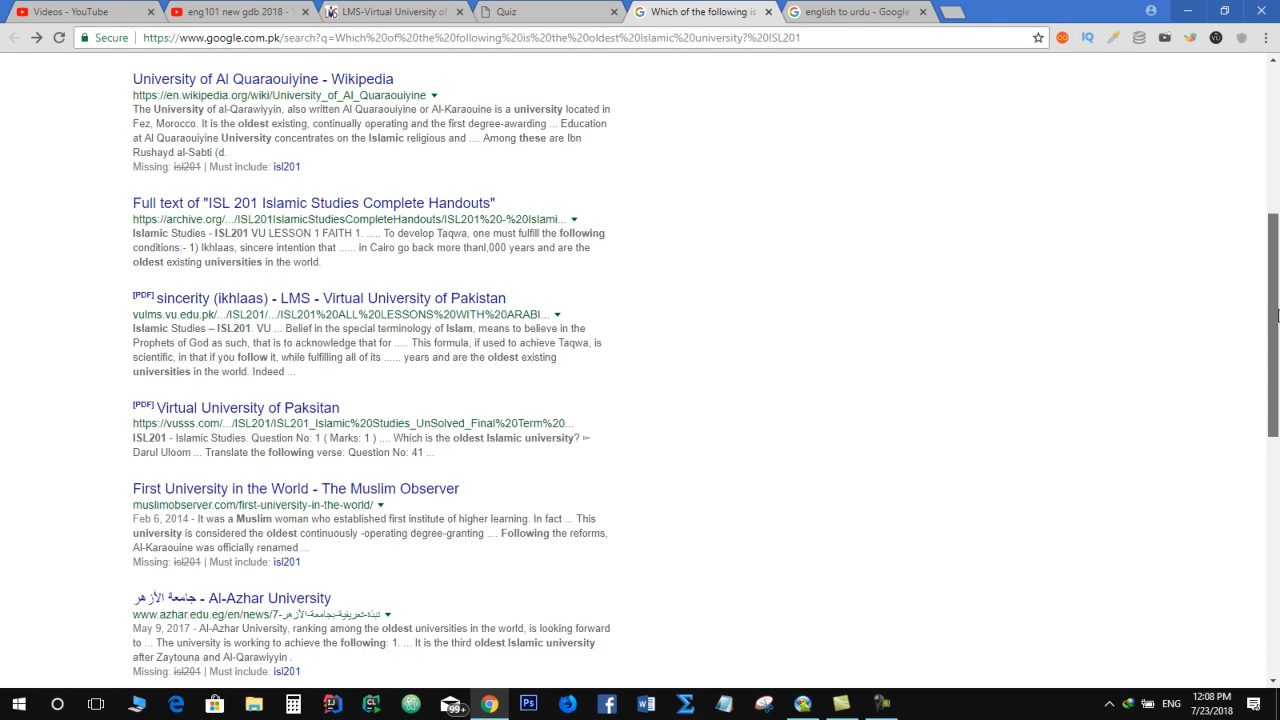 Videos - YouTube
eng101 new gdb 2018 -
LMS-Virtual University of
Quiz
Which of the following is
english to urdu - Google
Secure
https://www.google.com.pk/search?q=Which%20of%20the%20following%20is%20the%20oldest%20Islamic%20university?%20ISL201
University of Al Quaraouiyine - Wikipedia
https://en.wikipedia.org/wiki/University_of_Al_Quaraouiyine
The University of al-Qarawiyyin, also written Al Quaraouiyine or Al-Karaouine is a university located in
Fez, Morocco. It is the oldest existing, continually operating and the first degree-awarding ... Education
at Al Quaraouiyine University concentrates on the Islamic religious and .... Among these are Ibn
Rushayd al-Sabti (d.
Missing: isl201 | Must include: isl201
Full text of "ISL 201 Islamic Studies Complete Handouts"
https://archive.org/.../ISL201IslamicStudiesCompleteHandouts/ISL201%20-%20Islami...
Islamic Studies - ISL201 VU LESSON 1 FAITH 1. ..... To develop Taqwa, one must fulfill the following
conditions:- 1) Ikhlaas, sincere intention that ...... in Cairo go back more thanl,000 years and are the
oldest existing universities in the world.
[PDF] sincerity (ikhlaas) - LMS - Virtual University of Pakistan
vulms.vu.edu.pk/.../ISL201/.../ISL201%20ALL%20LESSONS%20WITH%20ARABI...
Islamic Studies – ISL201. VU ... Belief in the special terminology of Islam, means to believe in the
Prophets of God as such, that is to acknowledge that for ..... This formula, if used to achieve Taqwa, is
scientific, in that if you follow it, while fulfilling all of its ...... years and are the oldest existing
universities in the world. Indeed ...
[PDF] Virtual University of Paksitan
https://vusss.com/.../ISL201/ISL201_Islamic%20Studies_UnSolved_Final%20Term%20...
ISL201 - Islamic Studies. Question No: 1 ( Marks: 1 ) .... Which is the oldest Islamic university? ►
Darul Uloom ... Translate the following verse: Question No: 41 ...
First University in the World - The Muslim Observer
muslimobserver.com/first-university-in-the-world/
Feb 6, 2014 - It was a Muslim woman who established first institute of higher learning. In fact ... This
university is considered the oldest continuously -operating degree-granting .... Following the reforms,
Al-Karaouine was officially renamed ...
Missing: isl201 | Must include: isl201
جامعة الأزهر - Al-Azhar University
www.azhar.edu.eg/en/news/7-نبذة-تعريفية-بجامعة-الأزهر
May 9, 2017 - Al-Azhar University, ranking among the oldest universities in the world, is looking forward
to ... The university is working to achieve the following: 1. ... It is the third oldest Islamic university
after Zaytouna and Al-Qarawiyyin .
Missing: isl201 | Must include: isl201
99+
ENG
12:08 PM
7/23/2018